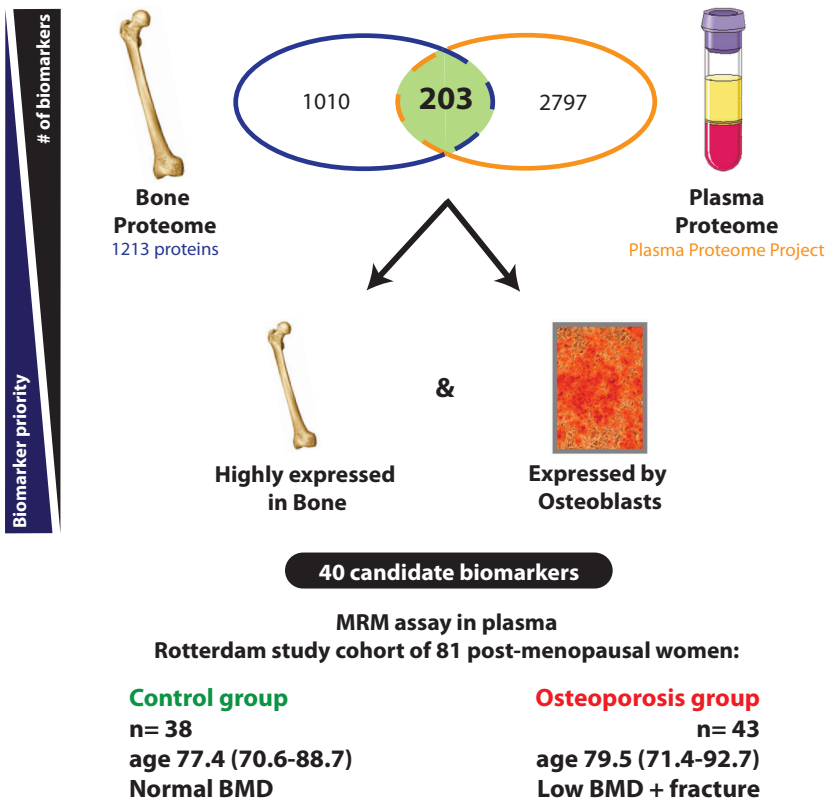 # of biomarkers
Biomarker priority
1010
203
2797
Bone
Proteome
1213 proteins
Plasma
Proteome
Plasma Proteome Project
&
Highly expressed
in Bone
Expressed by
Osteoblasts
40 candidate biomarkers
MRM assay in plasma
Rotterdam study cohort of 81 post-menopausal women:
Control group
n= 38
age 77.4 (70.6-88.7)
Normal BMD
Osteoporosis group
n= 43
age 79.5 (71.4-92.7)
Low BMD + fracture